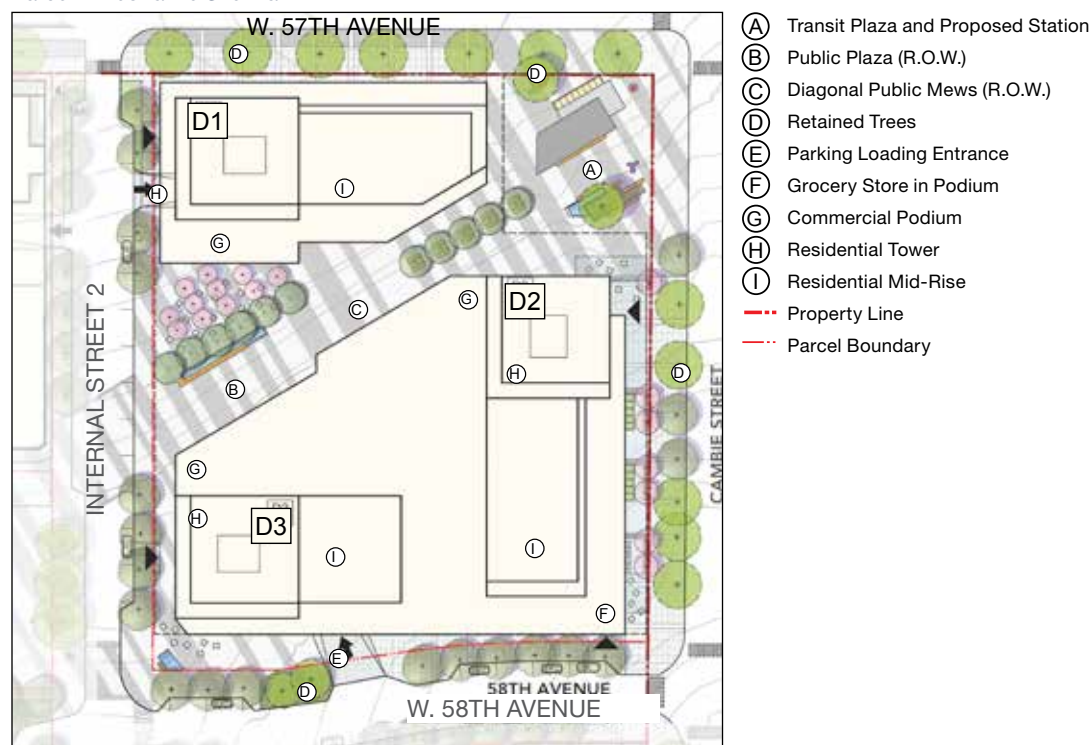 W. 57TH AVENUE
D
D
D1
H
I
A
G
INTERNAL STREET 2
G
D2
C
H
D
B
CAMBIE STREET
G
H
D3
I
I
F
E
D
58TH AVENUE
W. 58TH AVENUE
A Transit Plaza and Proposed Station
B Public Plaza (R.O.W.)
C Diagonal Public Mews (R.O.W.)
D Retained Trees
E Parking Loading Entrance
F Grocery Store in Podium
G Commercial Podium
H Residential Tower
I Residential Mid-Rise
Property Line
Parcel Boundary